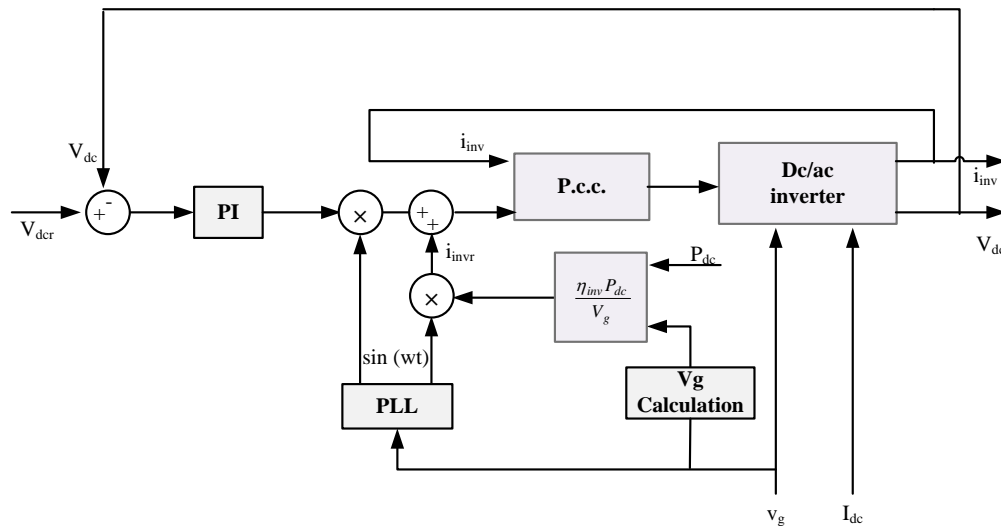 V_dc
i_inv
P.c.c.
Dc/ac
inverter
i_inv
+ -
PI
×
+
+
V_dcr
V_dc
i_invr
P_dc
×
η_inv P_dc
V_g
sin (wt)
PLL
Vg
Calculation
v_g
I_dc